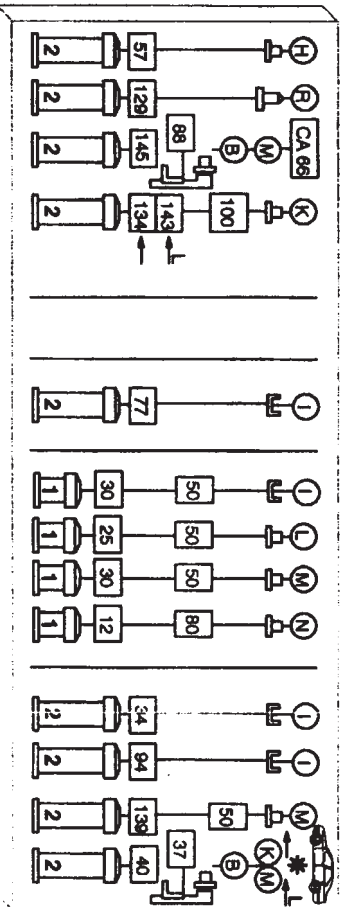 2 57 H
2 129 R
2 145 88 B M CA 66
2 134 143 100 K
L
2 77 I
1 30 50 I
1 25 50 L
1 30 50 M
1 12 80 N
2 34 I
2 94 I
2 139 50 M
2 40 37 B K M
L